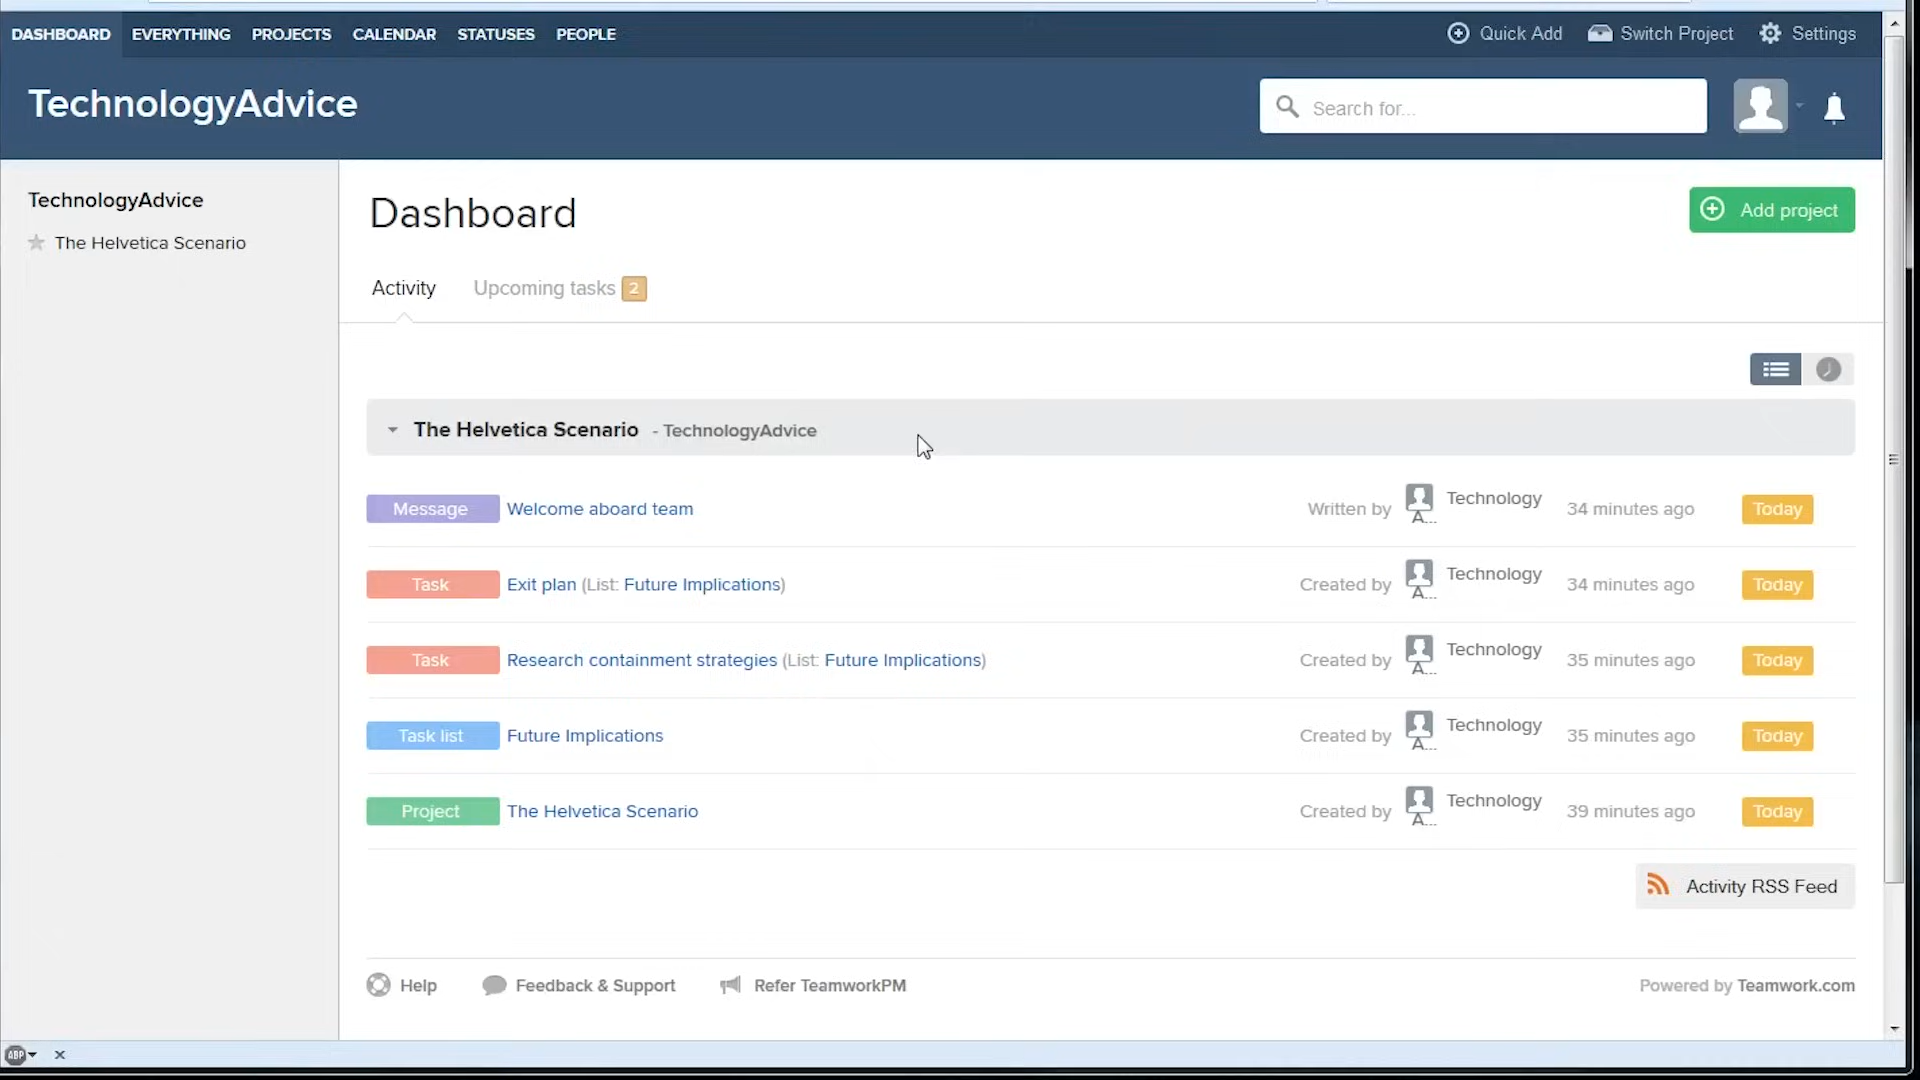 DASHBOARD EVERYTHING PROJECTS CALENDAR STATUSES PEOPLE Quick Add Switch Project Settings
TechnologyAdvice Search for...
TechnologyAdvice
The Helvetica Scenario
Dashboard Add project
Activity Upcoming tasks 2
The Helvetica Scenario - TechnologyAdvice
Message Welcome aboard team Written by Technology A... 34 minutes ago Today
Task Exit plan (List: Future Implications) Created by Technology A... 34 minutes ago Today
Task Research containment strategies (List: Future Implications) Created by Technology A... 35 minutes ago Today
Task list Future Implications Created by Technology A... 35 minutes ago Today
Project The Helvetica Scenario Created by Technology A... 39 minutes ago Today
Activity RSS Feed
Help Feedback & Support Refer TeamworkPM Powered by Teamwork.com
ABP